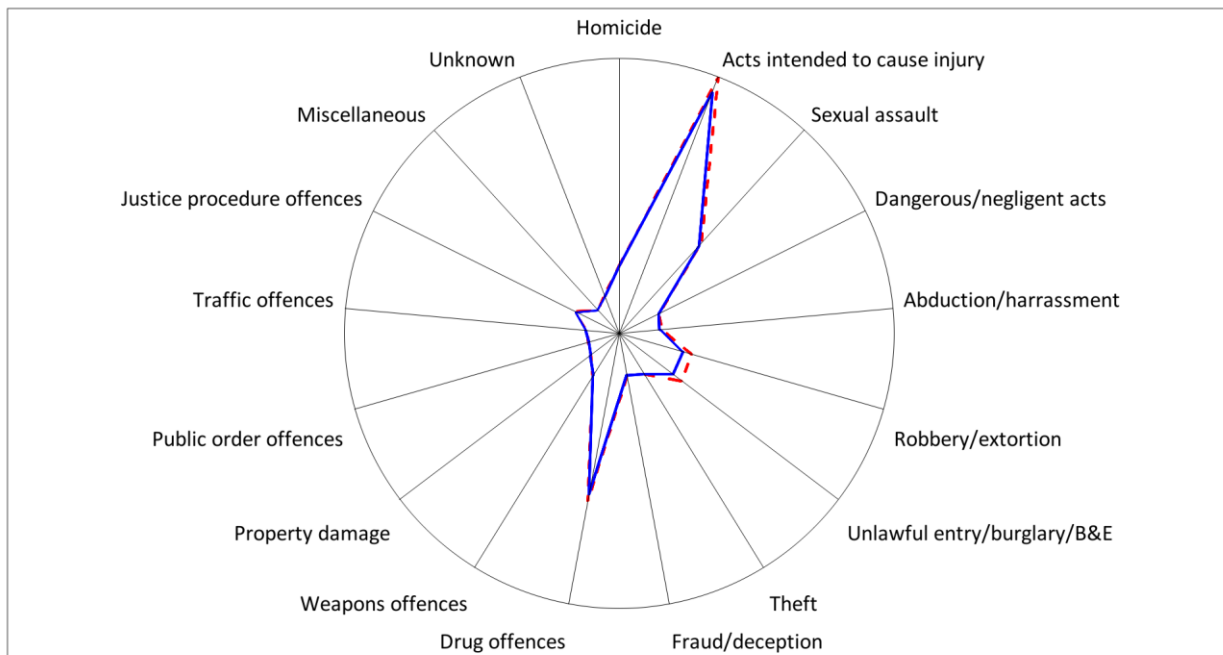 Homicide
Acts intended to cause injury
Sexual assault
Dangerous/negligent acts
Abduction/harrassment
Robbery/extortion
Unlawful entry/burglary/B&E
Theft
Fraud/deception
Drug offences
Weapons offences
Property damage
Public order offences
Traffic offences
Justice procedure offences
Miscellaneous
Unknown